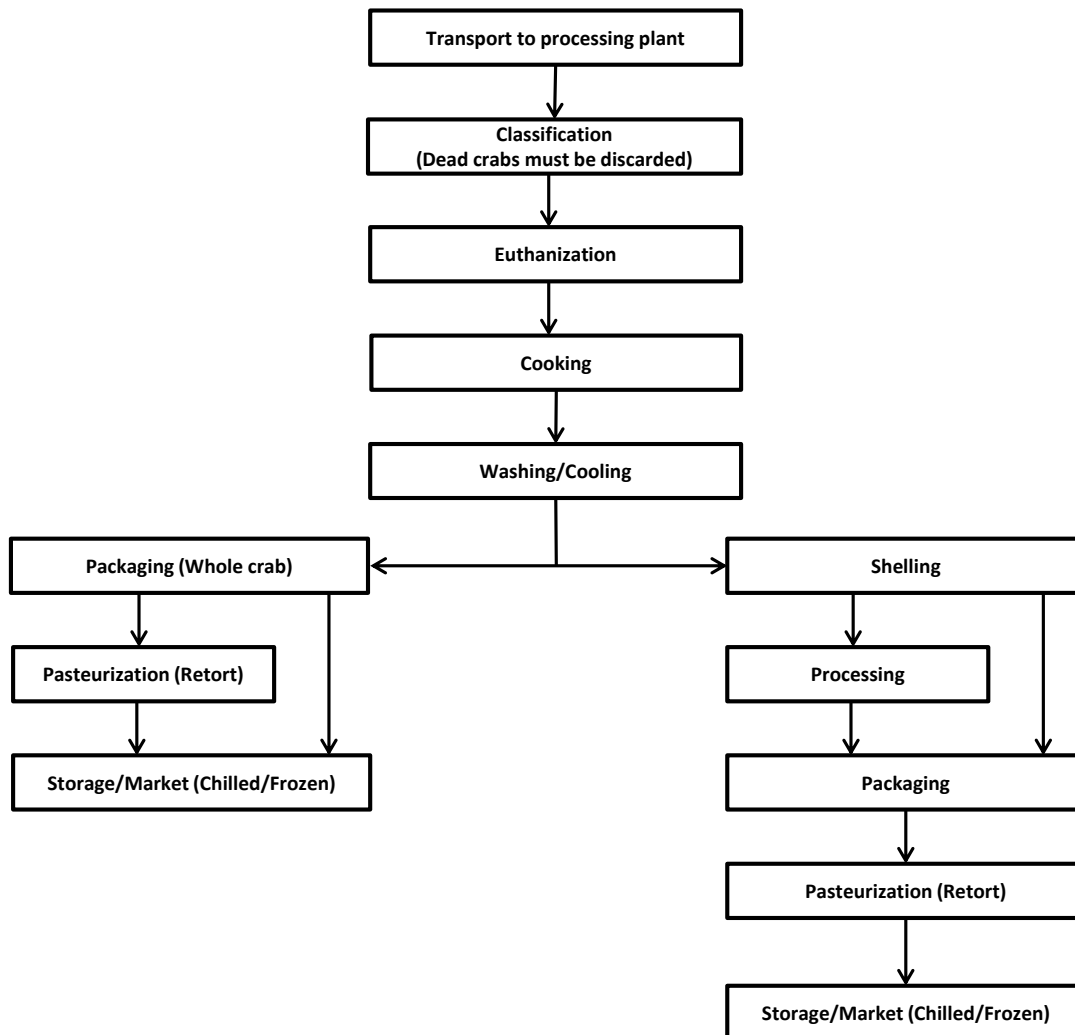 Transport to processing plant
Classification
(Dead crabs must be discarded)
Euthanization
Cooking
Washing/Cooling
Packaging (Whole crab)
Pasteurization (Retort)
Storage/Market (Chilled/Frozen)
Shelling
Processing
Packaging
Pasteurization (Retort)
Storage/Market (Chilled/Frozen)